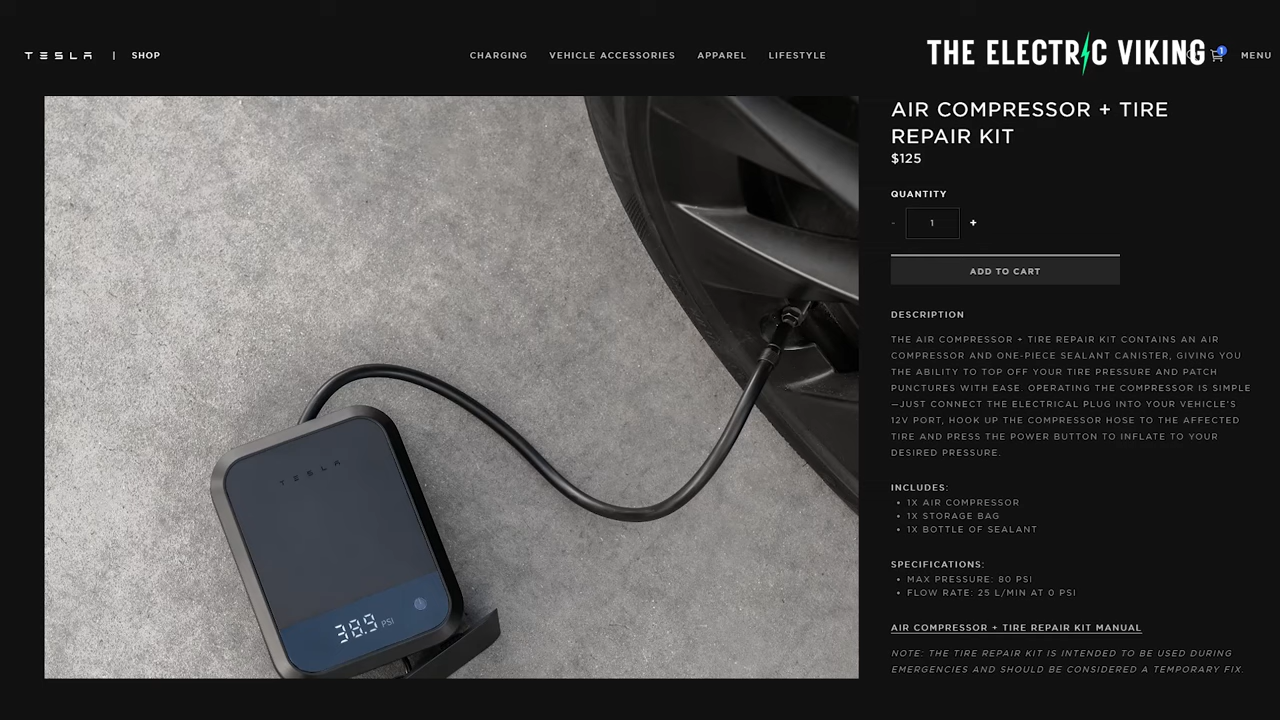 TESLA | SHOP
CHARGING VEHICLE ACCESSORIES APPAREL LIFESTYLE
THE ELECTRIC VIKING
1
MENU
AIR COMPRESSOR + TIRE
REPAIR KIT
$125
QUANTITY
- 1 +
ADD TO CART
DESCRIPTION
THE AIR COMPRESSOR + TIRE REPAIR KIT CONTAINS AN AIR
COMPRESSOR AND ONE-PIECE SEALANT CANISTER, GIVING YOU
THE ABILITY TO TOP OFF YOUR TIRE PRESSURE AND PATCH
PUNCTURES WITH EASE. OPERATING THE COMPRESSOR IS SIMPLE
—JUST CONNECT THE ELECTRICAL PLUG INTO YOUR VEHICLE'S
12V PORT, HOOK UP THE COMPRESSOR HOSE TO THE AFFECTED
TIRE AND PRESS THE POWER BUTTON TO INFLATE TO YOUR
DESIRED PRESSURE.
INCLUDES:
• 1X AIR COMPRESSOR
• 1X STORAGE BAG
• 1X BOTTLE OF SEALANT
SPECIFICATIONS:
• MAX PRESSURE: 80 PSI
• FLOW RATE: 25 L/MIN AT 0 PSI
AIR COMPRESSOR + TIRE REPAIR KIT MANUAL
NOTE: THE TIRE REPAIR KIT IS INTENDED TO BE USED DURING
EMERGENCIES AND SHOULD BE CONSIDERED A TEMPORARY FIX.
TESLA
38.9 PSI